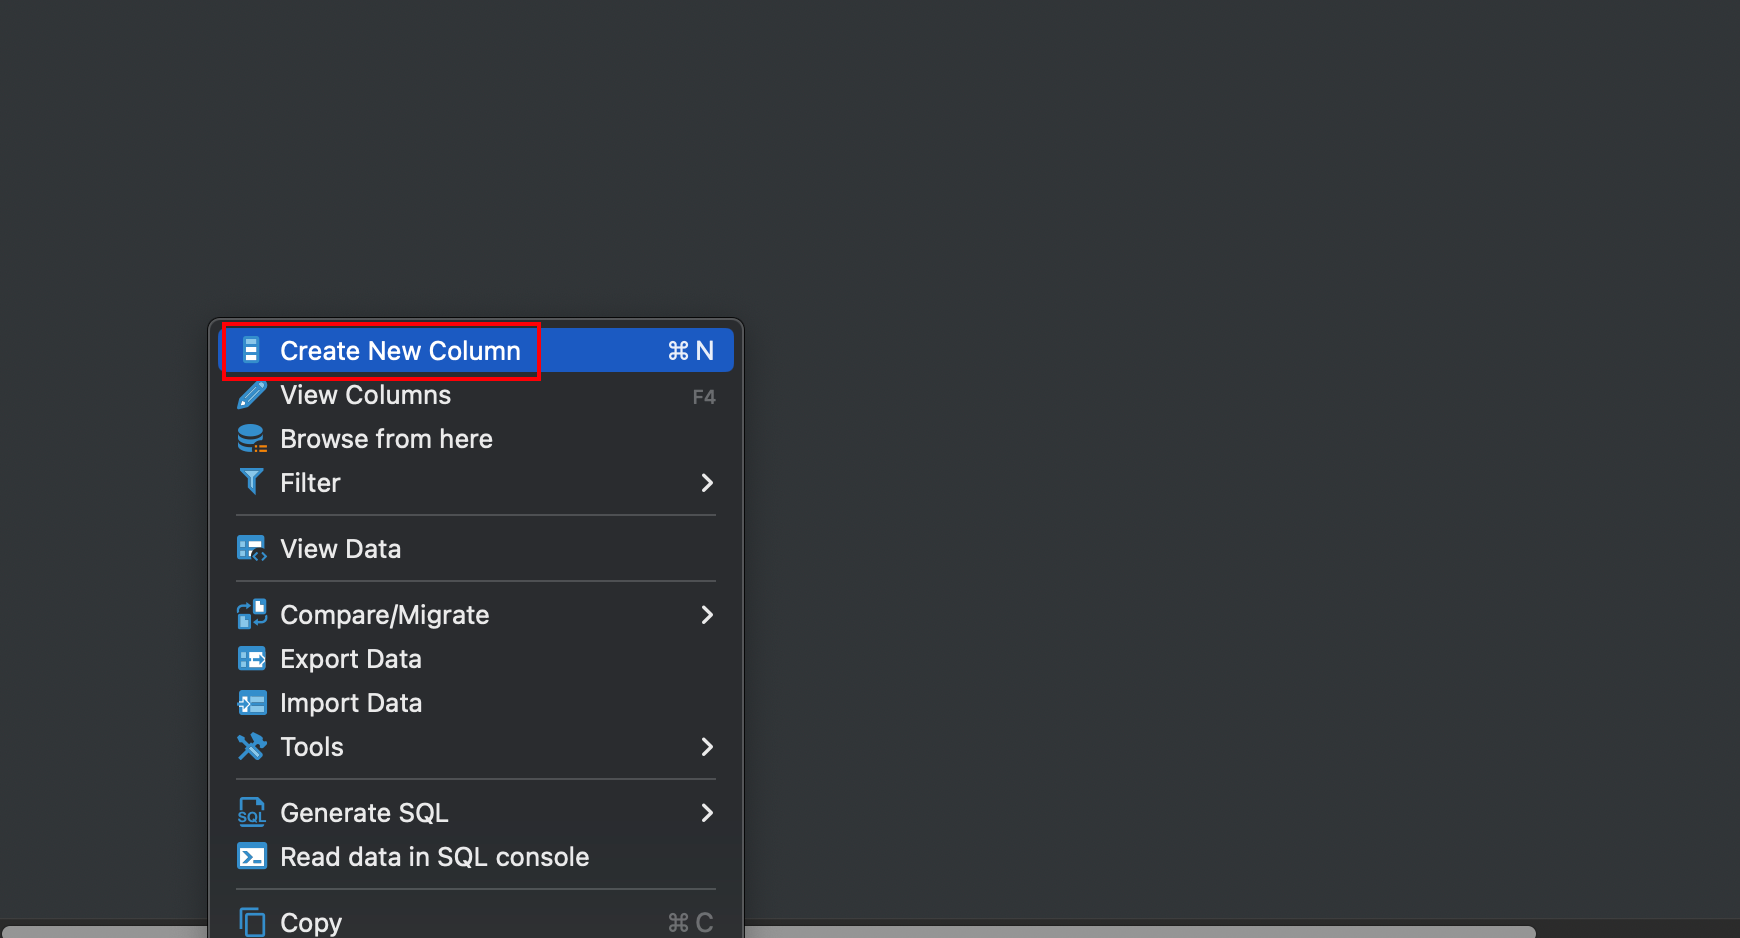 Create New Column ⌘ N
View Columns F4
Browse from here
Filter
View Data
Compare/Migrate
Export Data
Import Data
Tools
SQL Generate SQL
Read data in SQL console
Copy ⌘ C